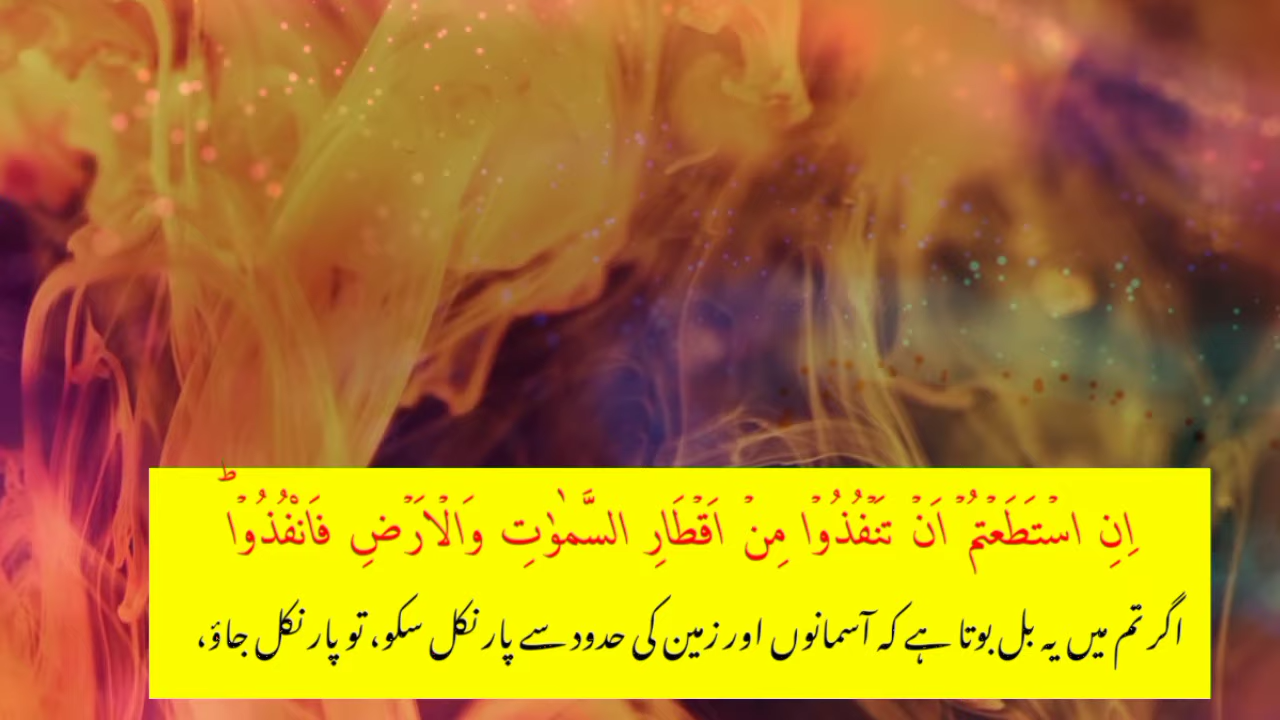 اِنِ اسۡتَطَعۡتُمۡ اَنۡ تَنۡفُذُوۡا مِنۡ اَقۡطَارِ السَّمٰوٰتِ وَالۡاَرۡضِ فَانْفُذُوۡا ؕ
اگر تم میں یہ بل بوتا ہے کہ آسمانوں اور زمین کی حدود سے پار نکل سکو، تو پار نکل جاؤ،